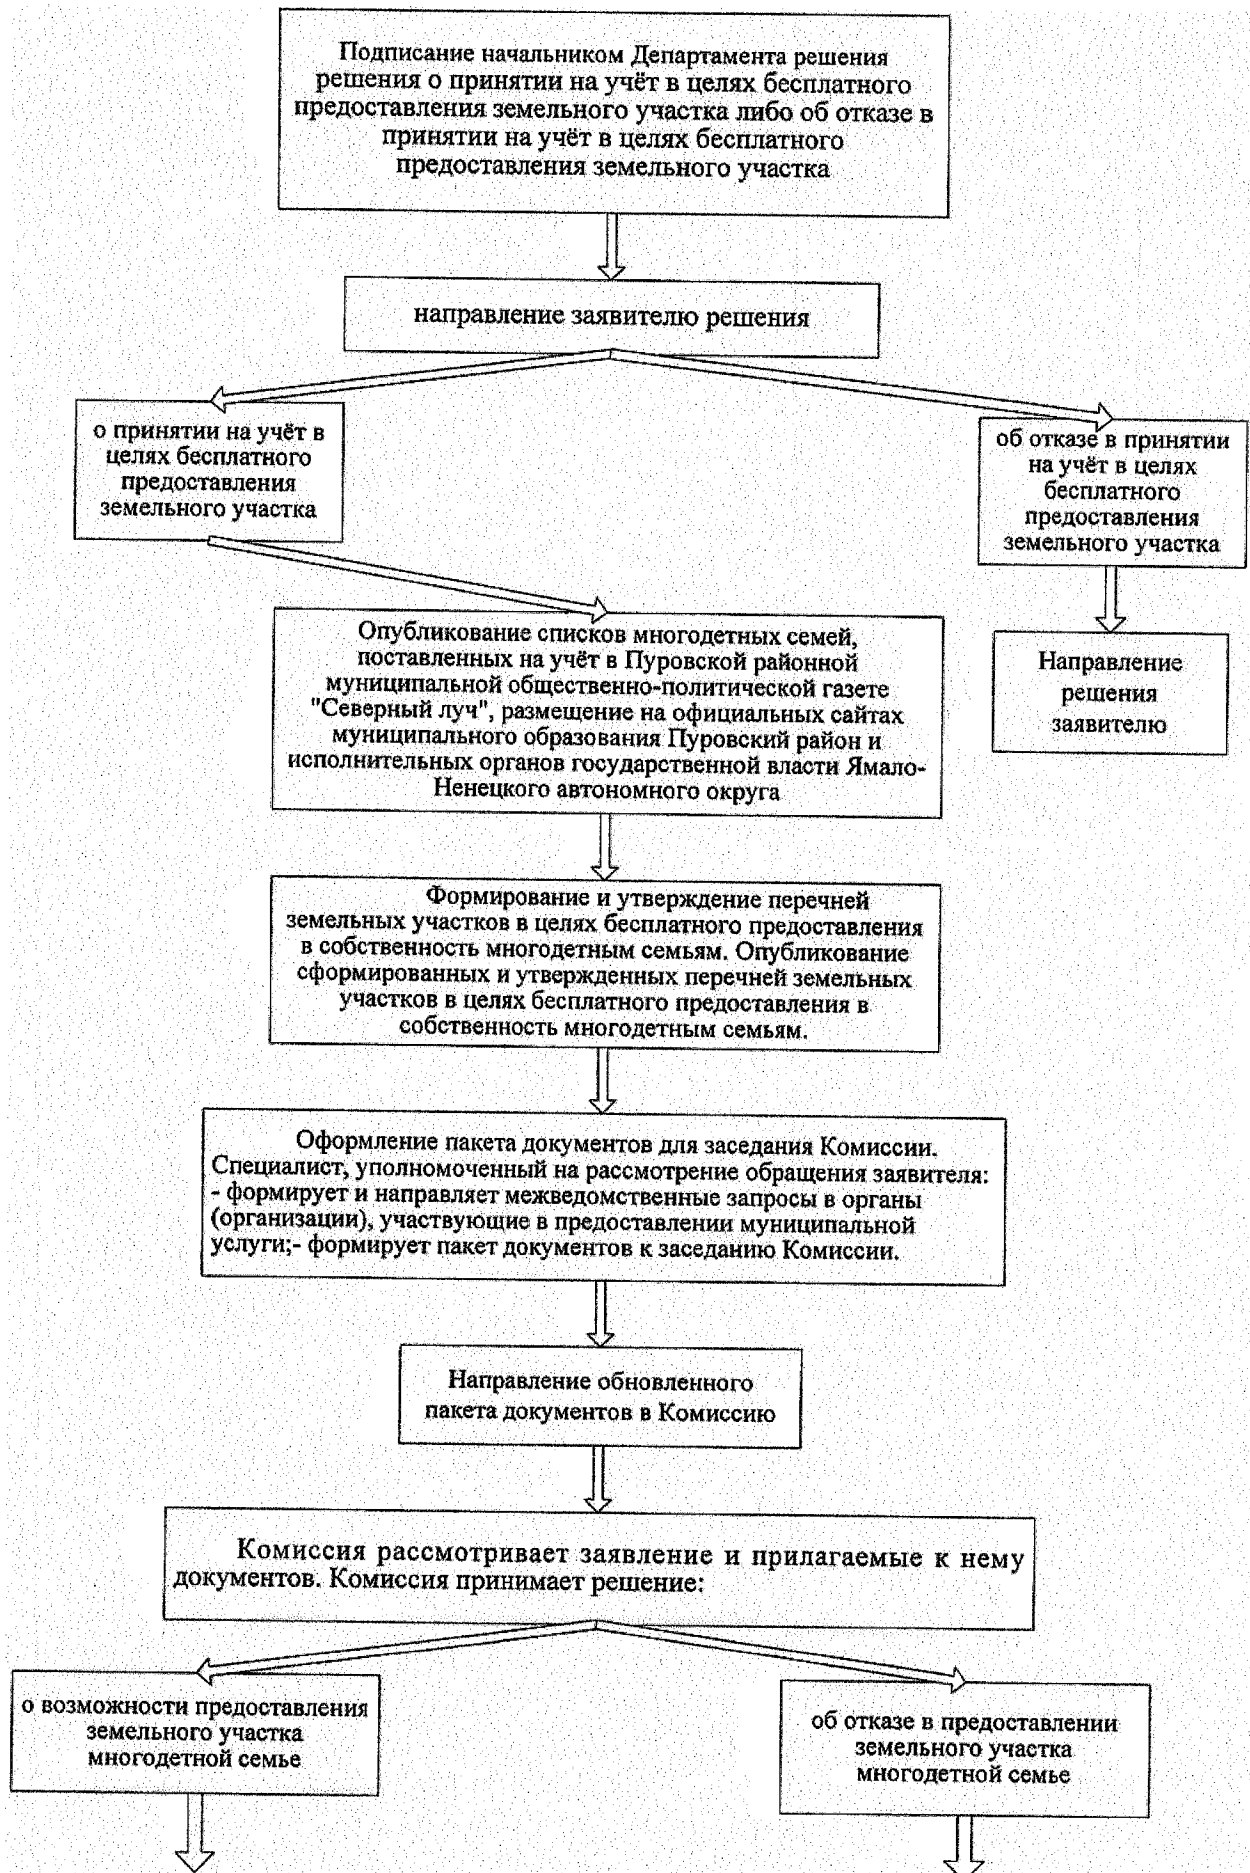 Подписание начальником Департамента решения
решения о принятии на учёт в целях бесплатного
предоставления земельного участка либо об отказе в
принятии на учёт в целях бесплатного
предоставления земельного участка
направление заявителю решения
о принятии на учёт в
целях бесплатного
предоставления
земельного участка
об отказе в принятии
на учёт в целях
бесплатного
предоставления
земельного участка
Опубликование списков многодетных семей,
поставленных на учёт в Пуровской районной
муниципальной общественно-политической газете
"Северный луч", размещение на официальных сайтах
муниципального образования Пуровский район и
исполнительных органов государственной власти Ямало-
Ненецкого автономного округа
Направление
решения
заявителю
Формирование и утверждение перечней
земельных участков в целях бесплатного предоставления
в собственность многодетным семьям. Опубликование
сформированных и утвержденных перечней земельных
участков в целях бесплатного предоставления в
собственность многодетным семьям.
Оформление пакета документов для заседания Комиссии.
Специалист, уполномоченный на рассмотрение обращения заявителя:
- формирует и направляет межведомственные запросы в органы
(организации), участвующие в предоставлении муниципальной
услуги;- формирует пакет документов к заседанию Комиссии.
Направление обновленного
пакета документов в Комиссию
Комиссия рассмотривает заявление и прилагаемые к нему
документов. Комиссия принимает решение:
о возможности предоставления
земельного участка
многодетной семье
об отказе в предоставлении
земельного участка
многодетной семье